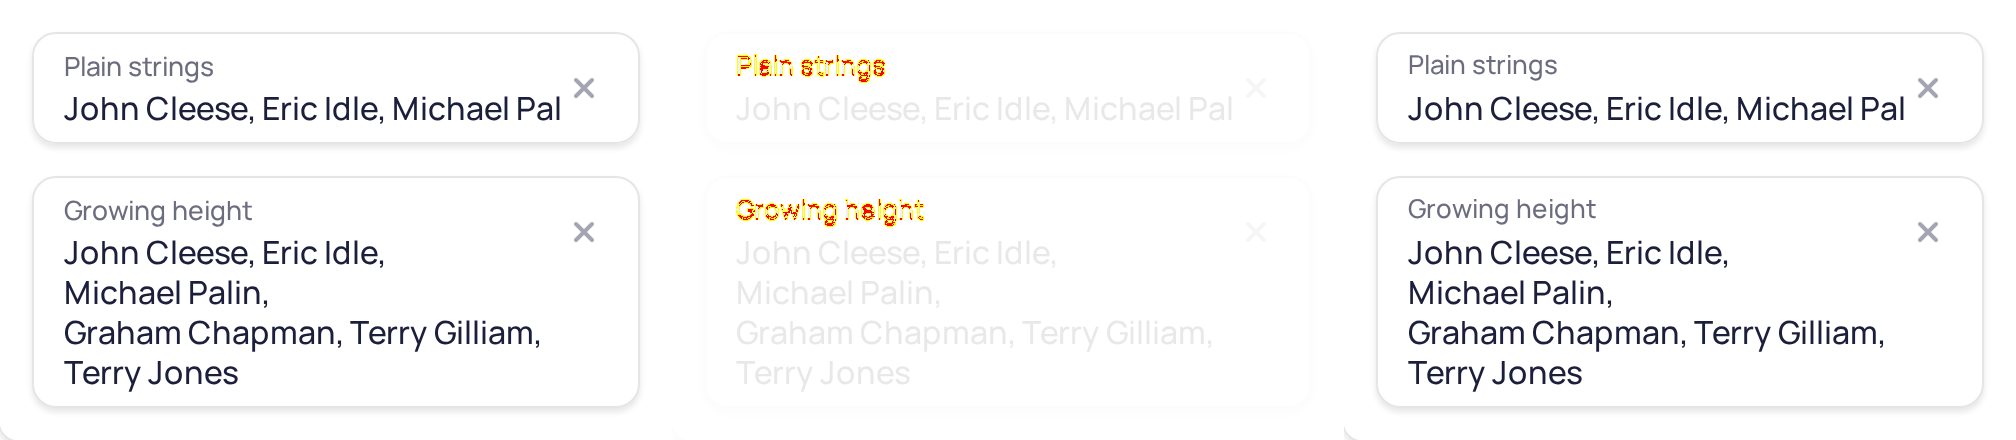 Plain strings
John Cleese, Eric Idle, Michael Pal
Growing height
John Cleese, Eric Idle,
Michael Palin,
Graham Chapman, Terry Gilliam,
Terry Jones
Plain strings
John Cleese, Eric Idle, Michael Pal
Growing height
John Cleese, Eric Idle,
Michael Palin,
Graham Chapman, Terry Gilliam,
Terry Jones
Plain strings
John Cleese, Eric Idle, Michael Pal
Growing height
John Cleese, Eric Idle,
Michael Palin,
Graham Chapman, Terry Gilliam,
Terry Jones